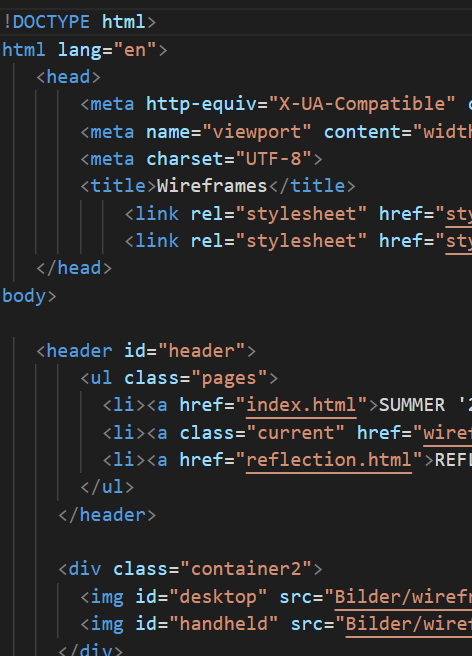 !DOCTYPE html>
html lang="en">
<head>
<meta http-equiv="X-UA-Compatible"
<meta name="viewport" content="width
<meta charset="UTF-8">
<title>Wireframes</title>
<link rel="stylesheet" href="sty
<link rel="stylesheet" href="sty
</head>
body>
<header id="header">
<ul class="pages">
<li><a href="index.html">SUMMER '2
<li><a class="current" href="wiref
<li><a href="reflection.html">REFL
</ul>
</header>
<div class="container2">
<img id="desktop" src="Bilder/wirefr
<img id="handheld" src="Bilder/wiref
</div>